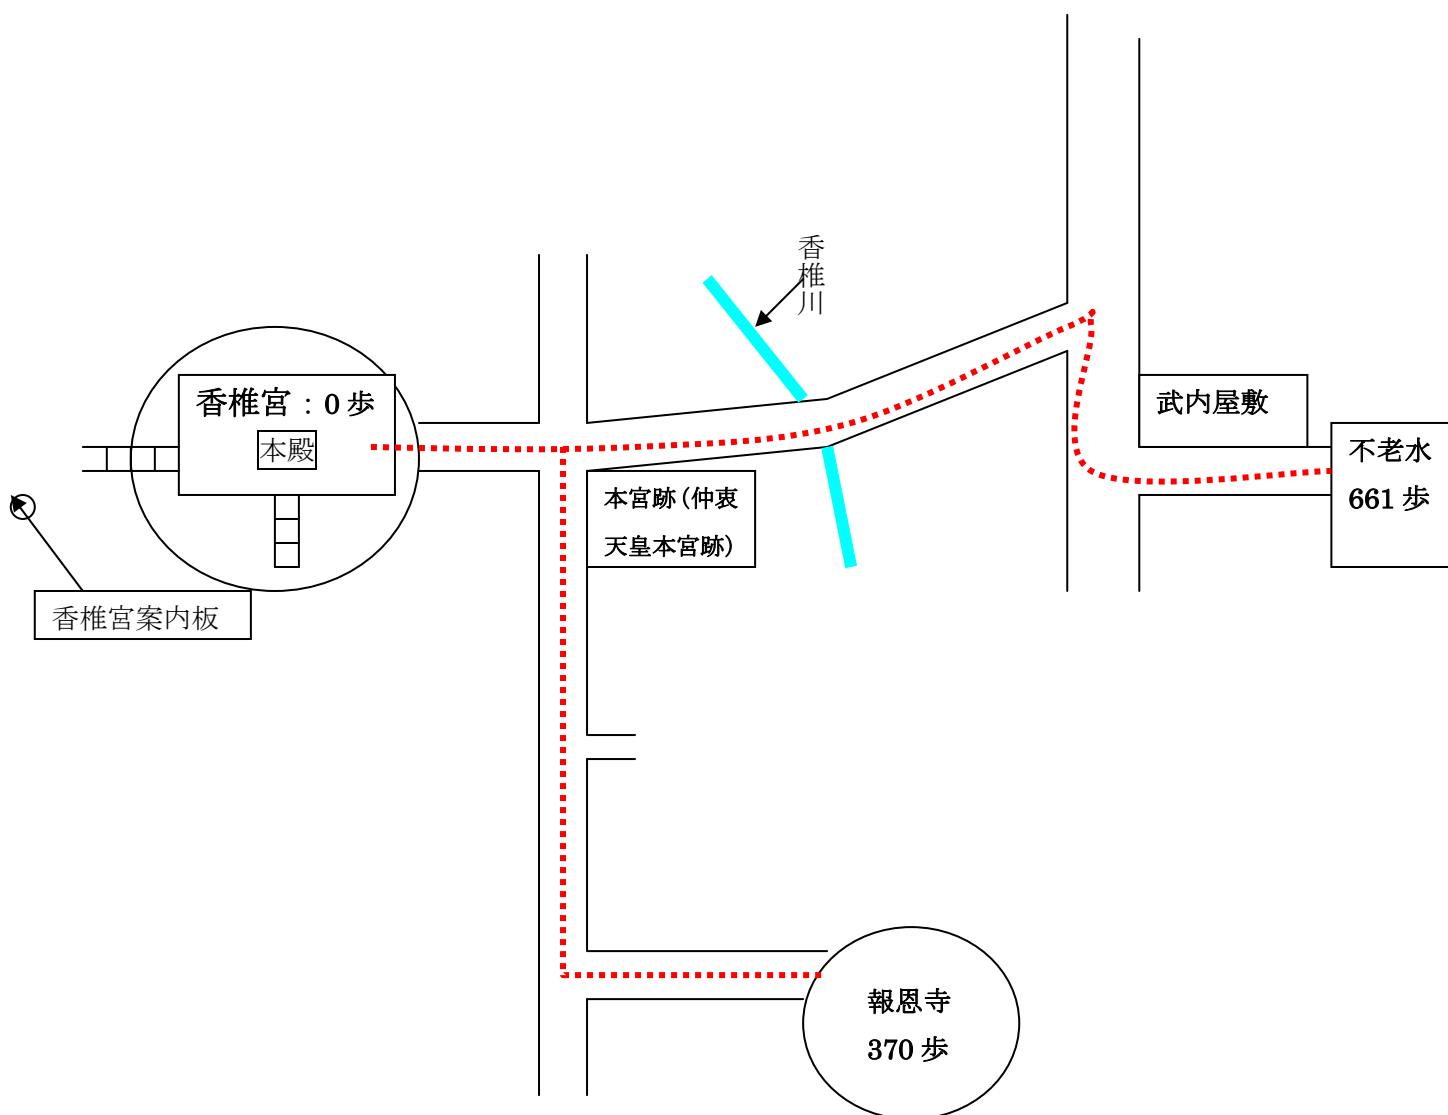 香椎川
香椎宮：0 歩
本殿
武内屋敷
不老水
661 歩
本宮跡（仲哀
天皇本宮跡）
香椎宮案内板
報恩寺
370 歩